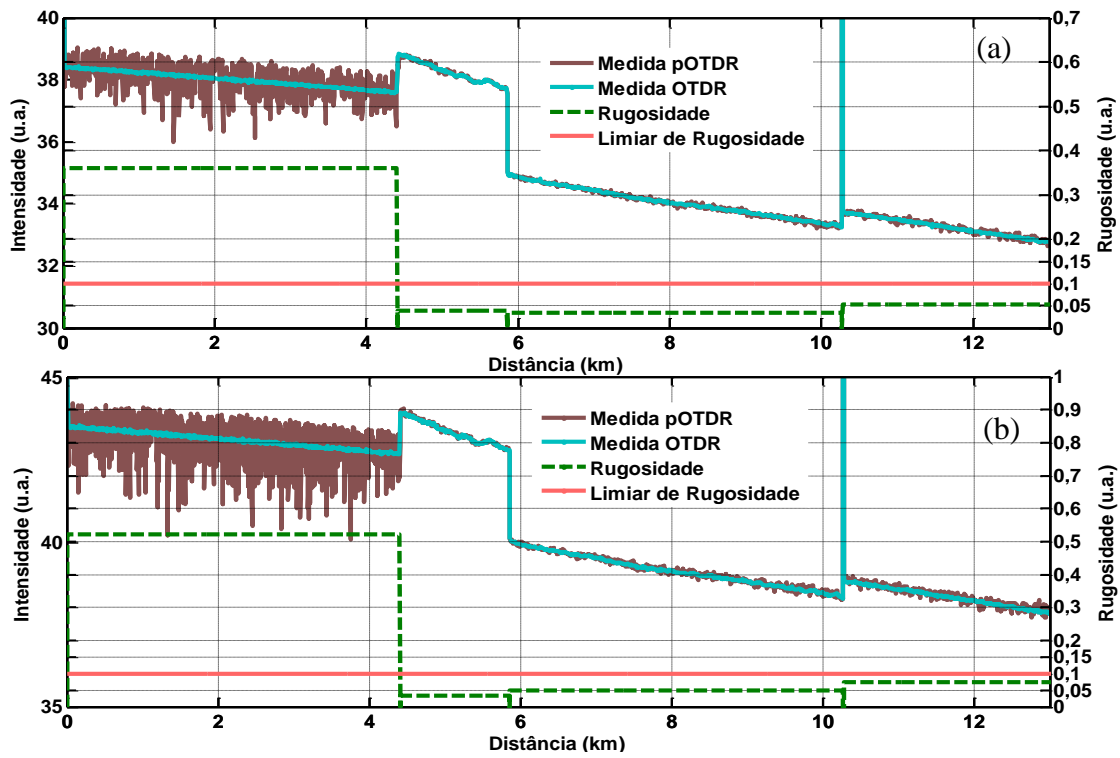 40
38
36
34
32
30
Intensidade (u.a.)
(a)
Medida pOTDR
Medida OTDR
Rugosidade
Limiar de Rugosidade
0,7
0,6
0,5
0,4
0,3
0,2
0,15
0,1
0,05
0
Rugosidade (u.a.)
0 2 4 6 8 10 12
Distância (km)
45
40
35
Intensidade (u.a.)
(b)
Medida pOTDR
Medida OTDR
Rugosidade
Limiar de Rugosidade
1
0,9
0,8
0,7
0,6
0,5
0,4
0,3
0,2
0,15
0,1
0,05
0
Rugosidade (u.a.)
0 2 4 6 8 10 12
Distância (km)